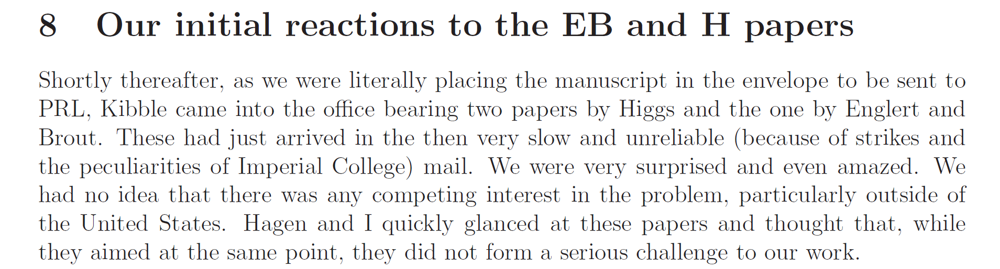 8 Our initial reactions to the EB and H papers
Shortly thereafter, as we were literally placing the manuscript in the envelope to be sent to
PRL, Kibble came into the office bearing two papers by Higgs and the one by Englert and
Brout. These had just arrived in the then very slow and unreliable (because of strikes and
the peculiarities of Imperial College) mail. We were very surprised and even amazed. We
had no idea that there was any competing interest in the problem, particularly outside of
the United States. Hagen and I quickly glanced at these papers and thought that, while
they aimed at the same point, they did not form a serious challenge to our work.